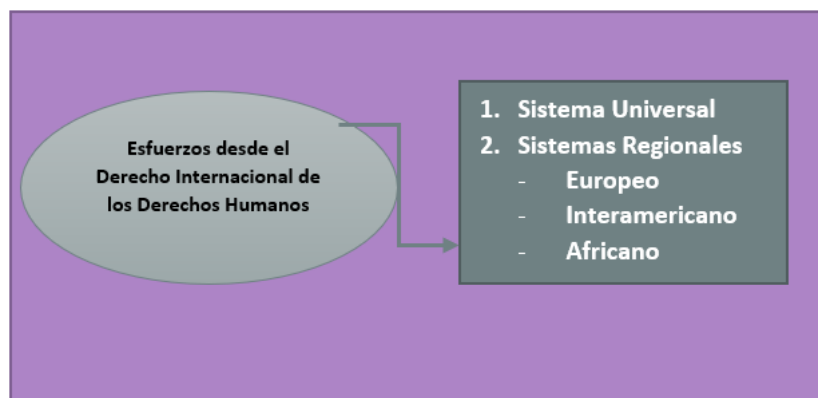 Esfuerzos desde el
Derecho Internacional de
los Derechos Humanos
1. Sistema Universal
2. Sistemas Regionales
- Europeo
- Interamericano
- Africano